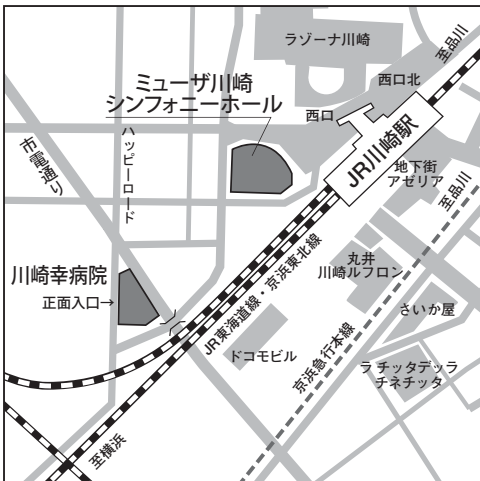 ラゾーナ川崎
至品川
ミューザ川崎
シンフォニーホール
西口北
西口
JR川崎駅
市電通り
ハッピーロード
地下街
アゼリア
至品川
川崎幸病院
正面入口→
丸井
川崎ルフロン
JR東海道線・京浜東北線
さいか屋
ドコモビル
京浜急行本線
ラ チッタデッラ
チネチッタ
至横浜